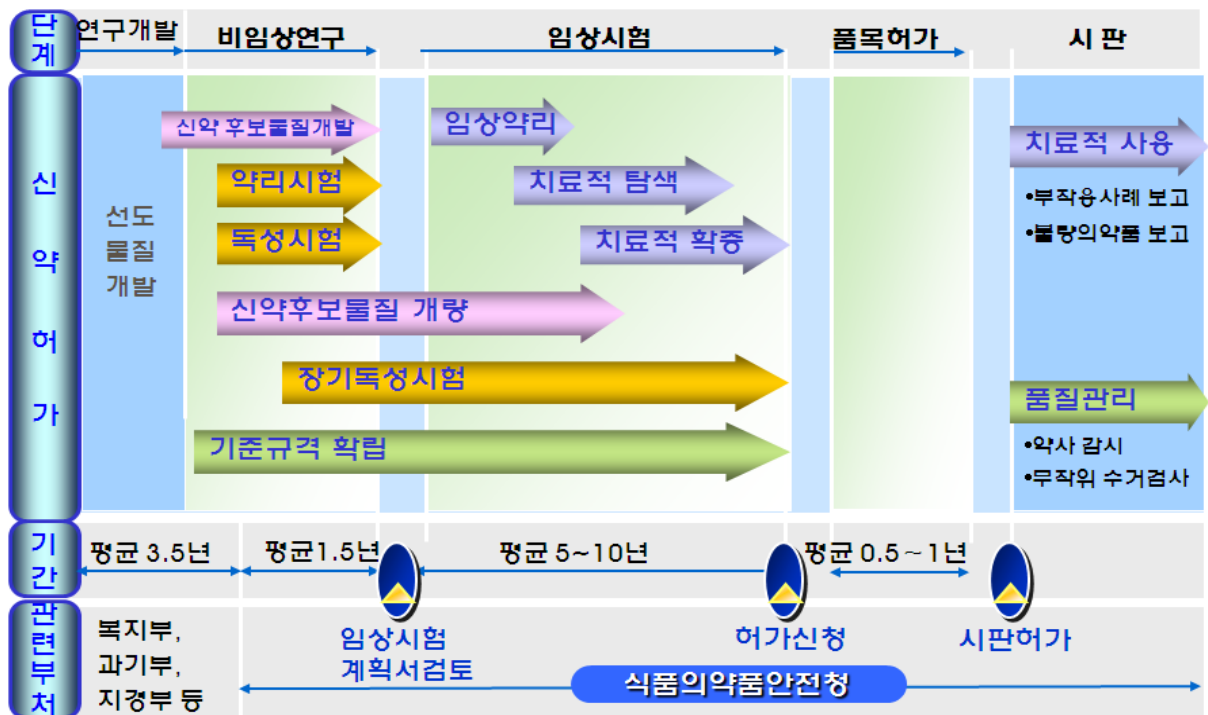 단계
연구개발
비임상연구
임상시험
품목허가
시 판
신약허가
선도
물질
개발
신약 후보물질개발
약리시험
독성시험
신약후보물질 개량
장기독성시험
기준규격 확립
임상약리
치료적 탐색
치료적 확증
치료적 사용
•부작용사례 보고
•불량의약품 보고
품질관리
•약사 감시
•무작위 수거검사
기간
평균 3.5년
평균1.5년
평균 5~10년
평균 0.5~1년
관련부처
복지부,
과기부,
지경부 등
임상시험
계획서검토
허가신청
시판허가
식품의약품안전청